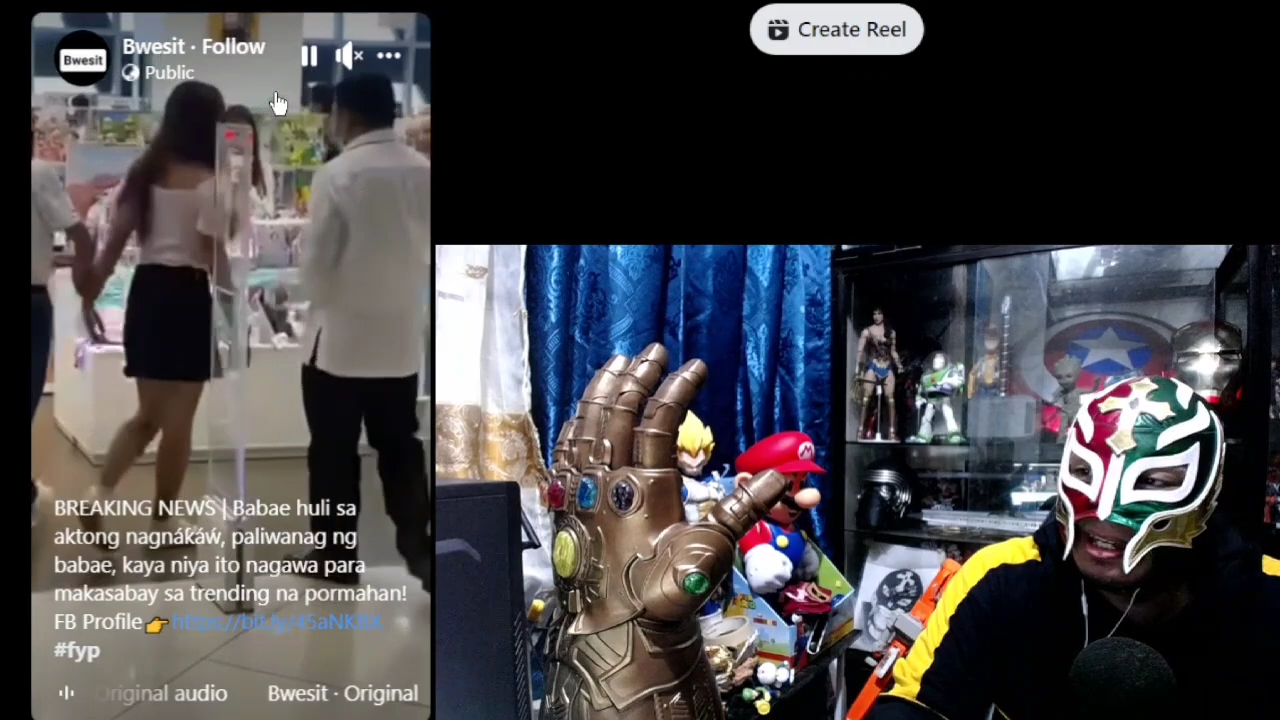 Create Reel
Bwesit · Follow
Bwesit
Public
BREAKING NEWS | Babae huli sa
aktong nagnákáẃ, paliwanag ng
babae, kaya niya ito nagawa para
makasabay sa trending na pormahan!
FB Profile👉
#fyp
Original audio Bwesit · Original
M